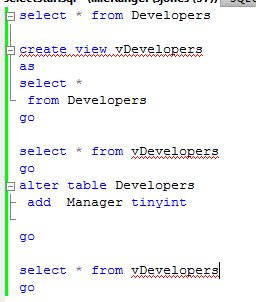 select * from Developers
create view vDevelopers
as
select *
from Developers
go
select * from vDevelopers
go
alter table Developers
add Manager tinyint
go
select * from vDevelopers
go